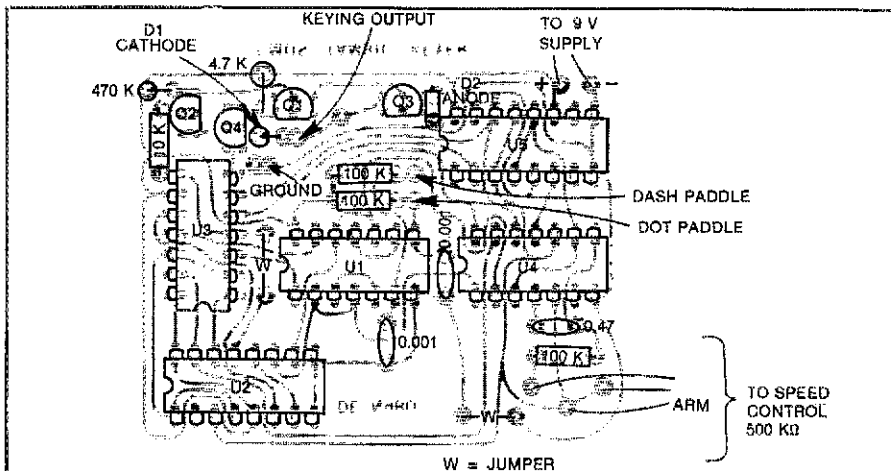 KEYING OUTPUT
D1
CATHODE
4.7 K
470 K
TO 9 V
SUPPLY
+
-
D2
ANODE
Q2
Q4
Q3
10 K
U5
GROUND
100 K
100 K
DASH PADDLE
DOT PADDLE
U3
W
U1
0.001
U4
0.001
0.47
100 K
U2
W
ARM
TO SPEED
CONTROL
500 KΩ
W = JUMPER